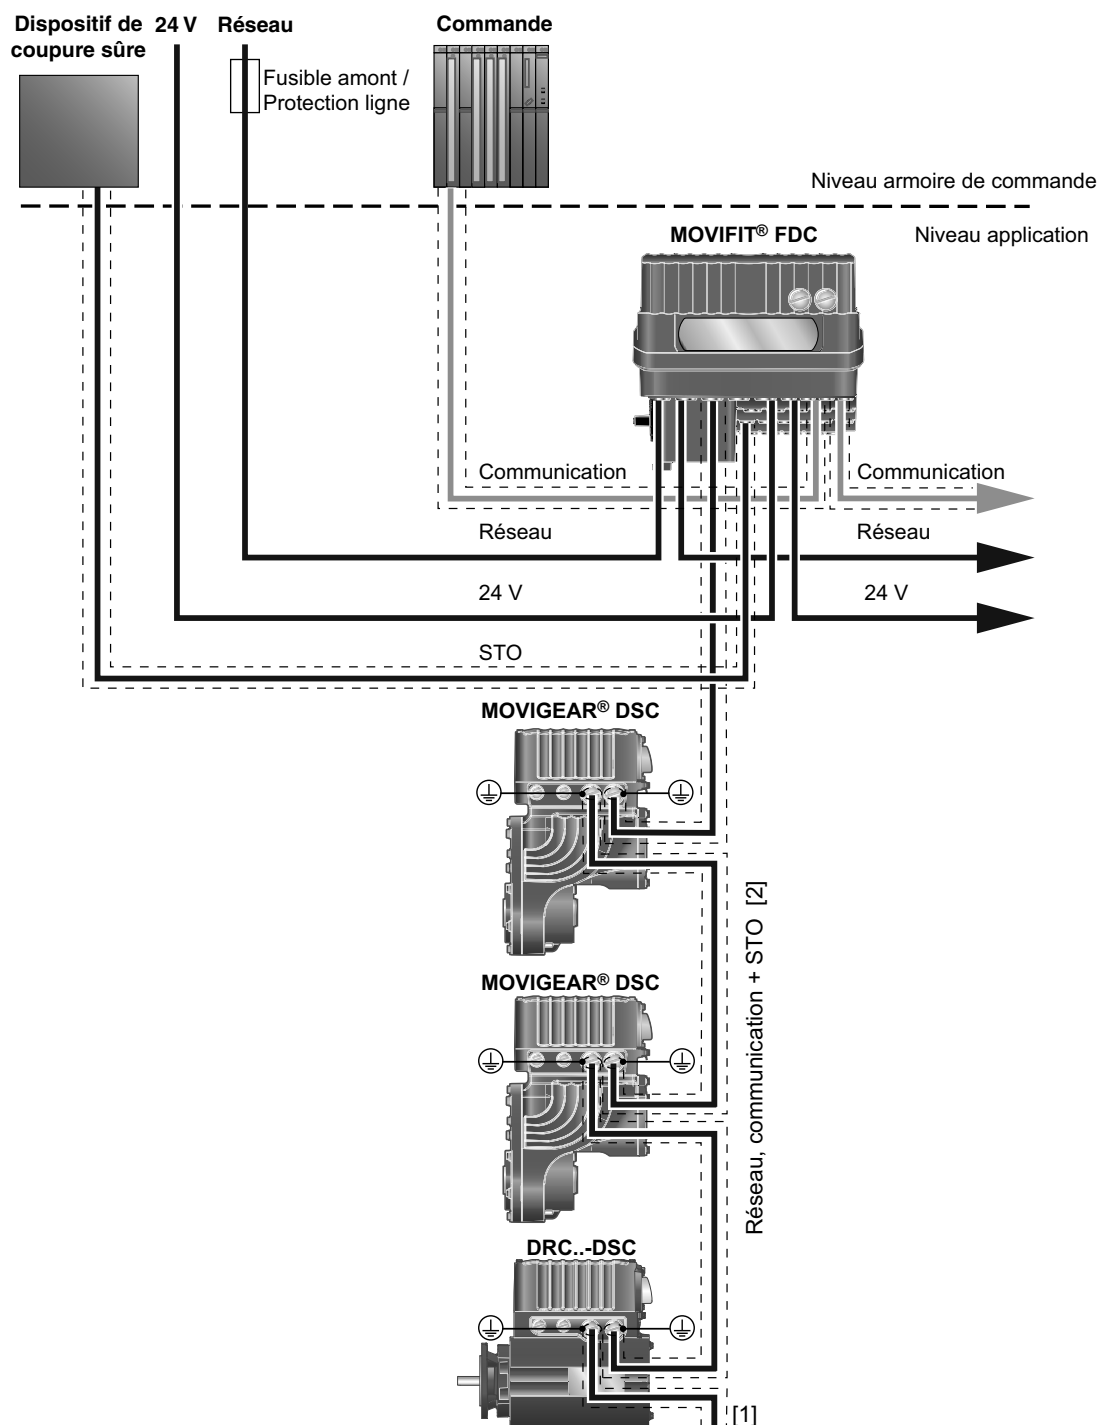 Dispositif de
coupure sûre
24 V
Réseau
Commande
Fusible amont /
Protection ligne
Niveau armoire de commande
MOVIFIT® FDC
Niveau application
Communication
Communication
Réseau
Réseau
24 V
24 V
STO
MOVIGEAR® DSC
Réseau, communication + STO [2]
MOVIGEAR® DSC
DRC..-DSC
[1]